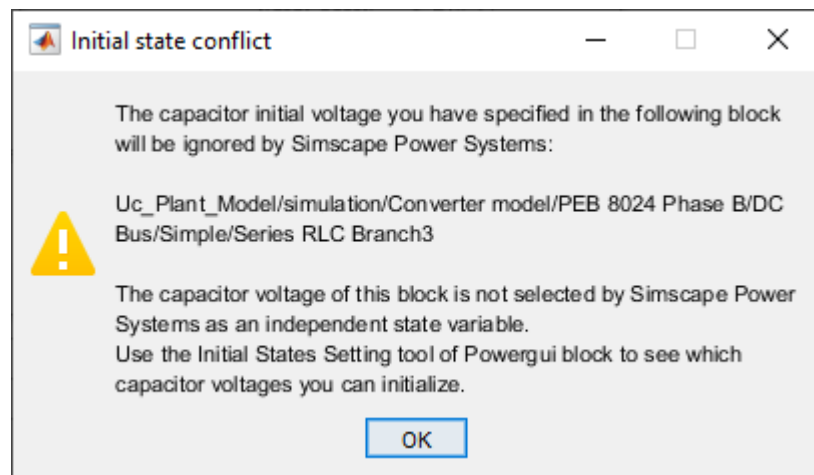 Initial state conflict
The capacitor initial voltage you have specified in the following block
will be ignored by Simscape Power Systems:
Uc_Plant_Model/simulation/Converter model/PEB 8024 Phase B/DC
Bus/Simple/Series RLC Branch3
The capacitor voltage of this block is not selected by Simscape Power
Systems as an independent state variable.
Use the Initial States Setting tool of Powergui block to see which
capacitor voltages you can initialize.
OK